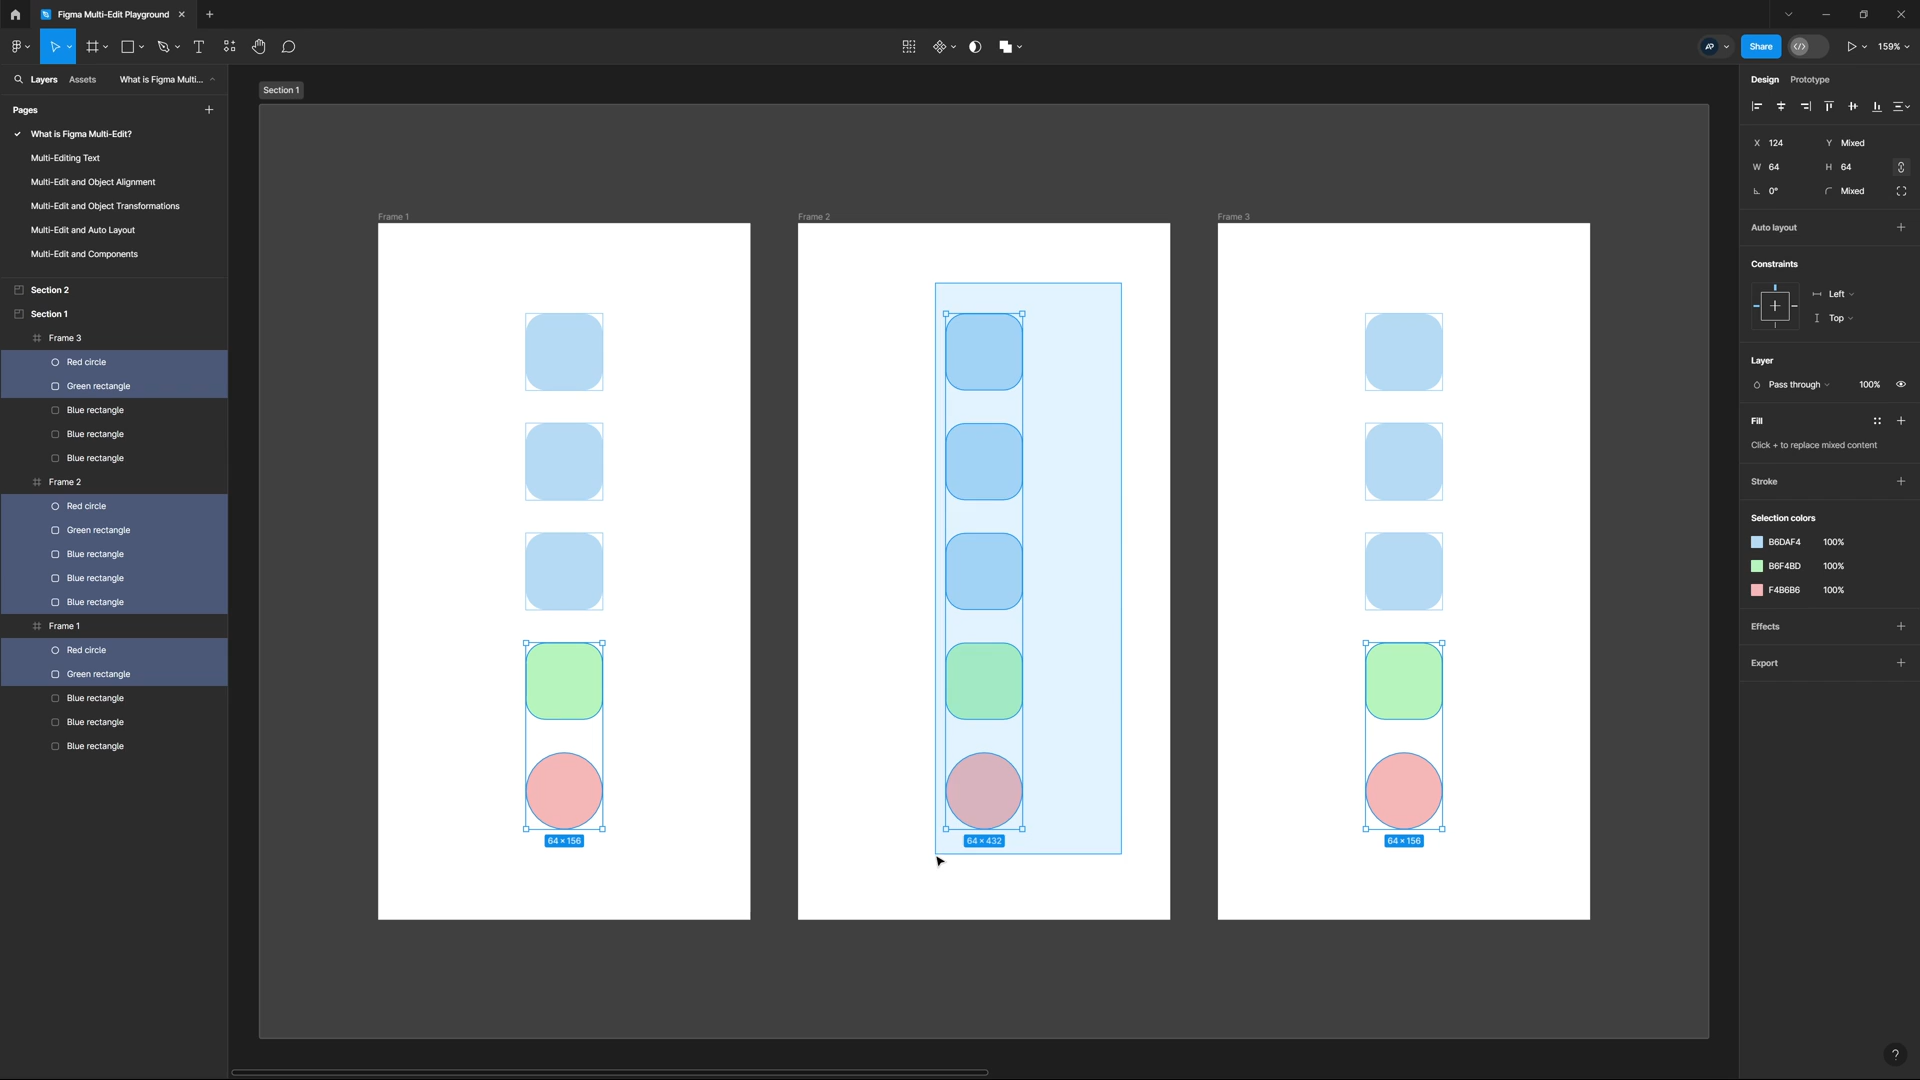 Figma Multi-Edit Playground
Share
159%
Layers
Assets
What is Figma Multi...
Pages
What is Figma Multi-Edit?
Multi-Editing Text
Multi-Edit and Object Alignment
Multi-Edit and Object Transformations
Multi-Edit and Auto Layout
Multi-Edit and Components
Section 2
Section 1
Frame 3
Red circle
Green rectangle
Blue rectangle
Blue rectangle
Blue rectangle
Frame 2
Red circle
Green rectangle
Blue rectangle
Blue rectangle
Blue rectangle
Frame 1
Red circle
Green rectangle
Blue rectangle
Blue rectangle
Blue rectangle
Section 1
Frame 1
Frame 2
Frame 3
64 × 156
64 × 432
64 × 156
Design
Prototype
X 124
Y Mixed
W 64
H 64
0°
Mixed
Auto layout
Constraints
Left
Top
Layer
Pass through
100%
Fill
Click + to replace mixed content
Stroke
Selection colors
B6DAF4 100%
B6F4BD 100%
F4B6B6 100%
Effects
Export
?